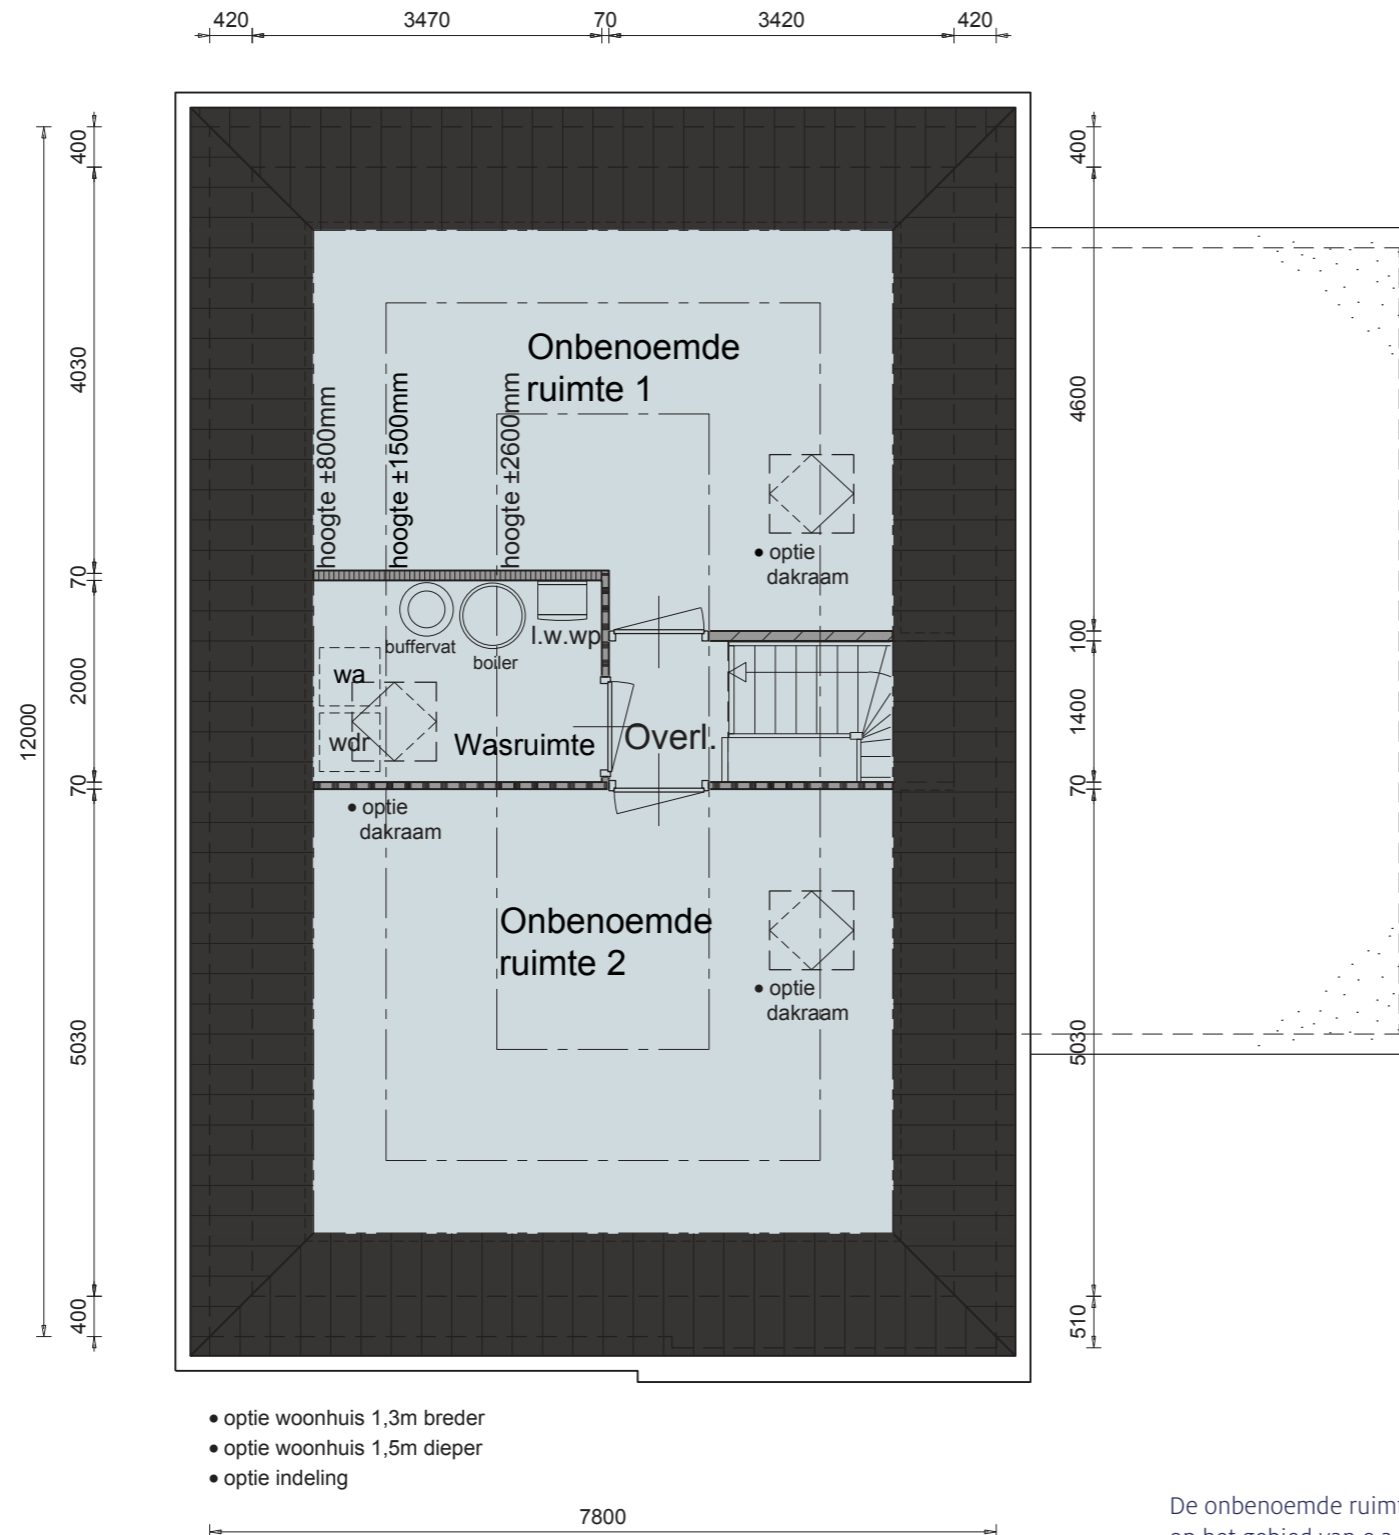 420 3470 70 3420 420
400
4030
70
2000
70
5030
400
12000
400
4600
100
1400
70
5030
510
Onbenoemde
ruimte 1
hoogte ±800mm
hoogte ±1500mm
hoogte ±2600mm
• optie
dakraam
buffervat
boiler
l.w.wp
wa
wdr
Wasruimte
Overl.
• optie
dakraam
Onbenoemde
ruimte 2
• optie
dakraam
• optie woonhuis 1,3m breder
• optie woonhuis 1,5m dieper
• optie indeling
7800
De onbenoemde ruim